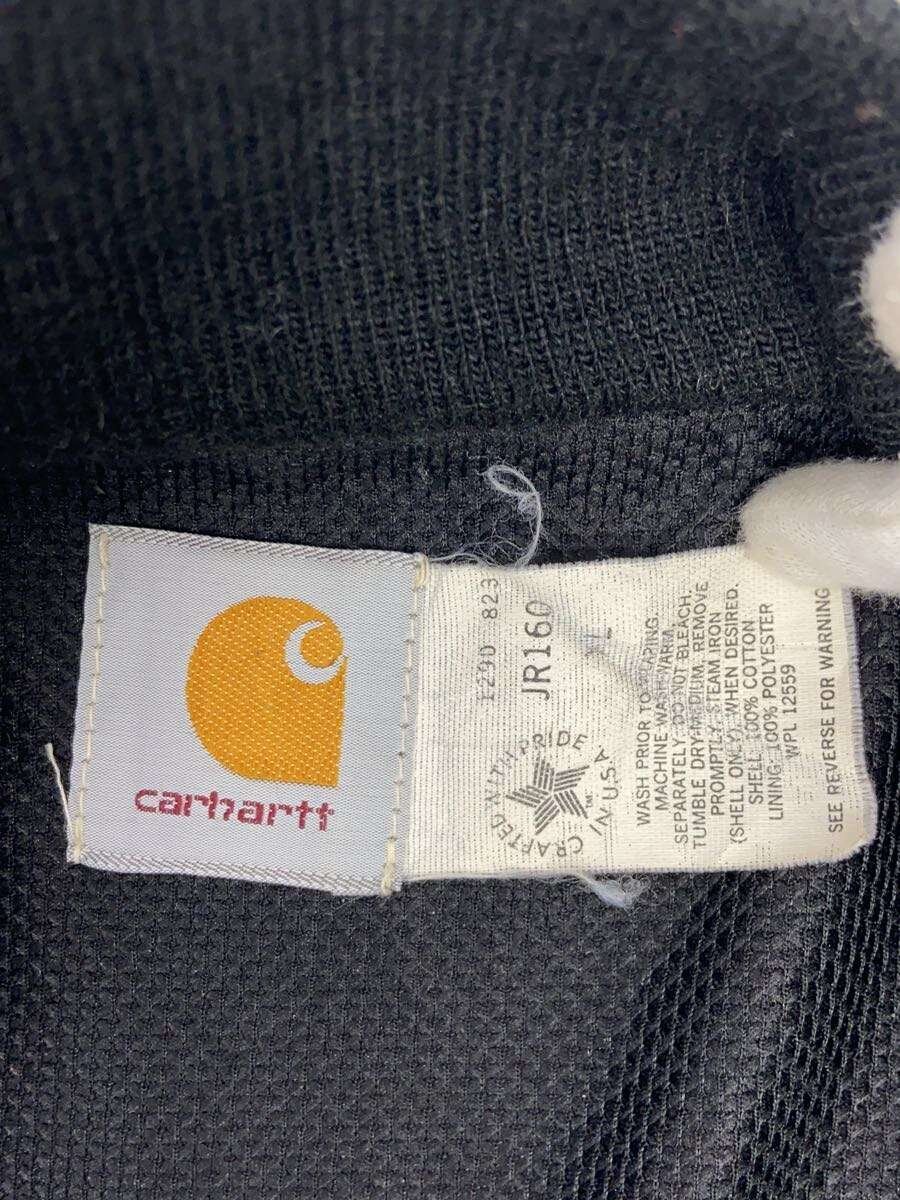 carhartt
1290 823
JR160
L
CRAFTED WITH PRIDE
IN U.S.A.
WASH PRIOR TO WEARING.
MACHINE WASH WARM
SEPARATELY. DO NOT BLEACH.
TUMBLE DRY-MEDIUM. REMOVE
PROMPTLY. STEAM IRON
(SHELL ONLY) WHEN DESIRED.
SHELL: 100% COTTON
LINING: 100% POLYESTER
WPL 12559
SEE REVERSE FOR WARNING